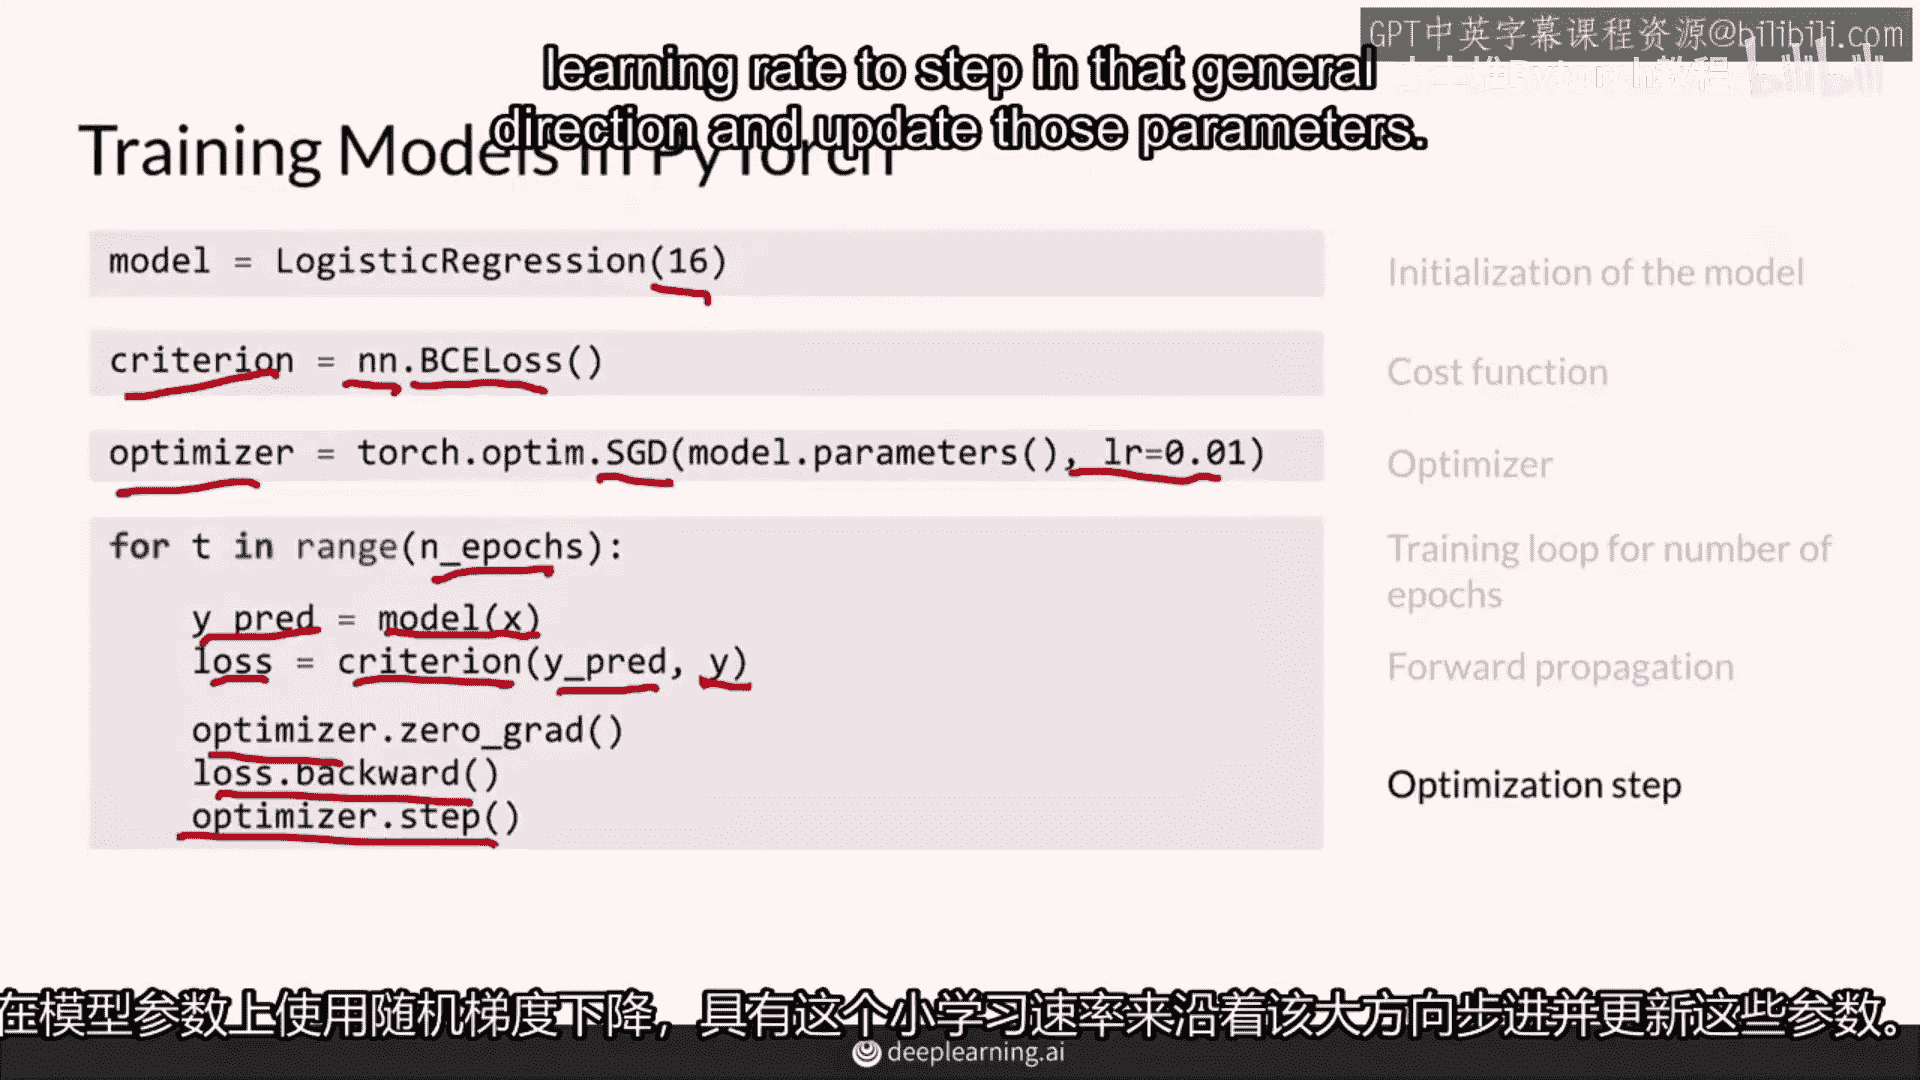 GPT中英字幕课程资源@bilibili.com
learning rate to step in that general
direction and update those parameters.
Training Models in PyTorch
model = LogisticRegression(16)
Initialization of the model
criterion = nn.BCELoss()
Cost function
optimizer = torch.optim.SGD(model.parameters(), lr=0.01)
Optimizer
for t in range(n_epochs):
Training loop for number of
epochs
y_pred = model(x)
loss = criterion(y_pred, y)
Forward propagation
optimizer.zero_grad()
loss.backward()
optimizer.step()
Optimization step
在模型参数上使用随机梯度下降，具有这个小学习速率来沿着该大方向步进并更新这些参数。
deeplearning.ai